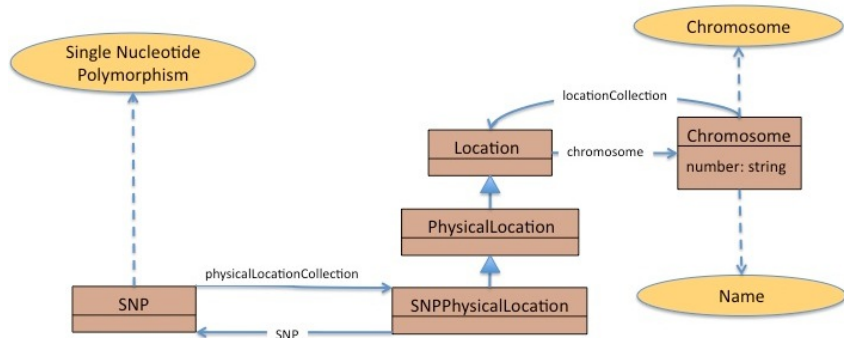 Single Nucleotide
Polymorphism
Chromosome
locationCollection
Location
chromosome
Chromosome
number: string
PhysicalLocation
physicalLocationCollection
SNP
SNPPhysicalLocation
Name
SNP